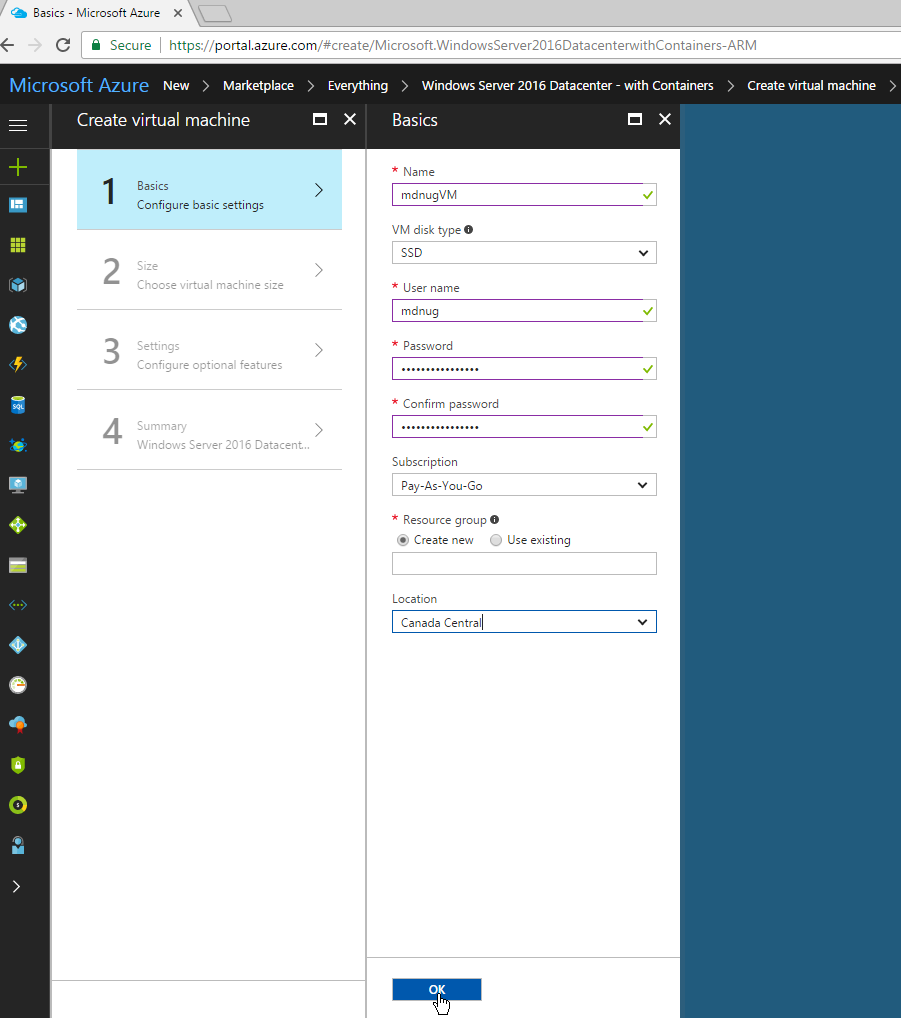 Basics - Microsoft Azure
Secure
https://portal.azure.com/#create/Microsoft.WindowsServer2016DatacenterwithContainers-ARM
Microsoft Azure New Marketplace Everything Windows Server 2016 Datacenter - with Containers Create virtual machine
Create virtual machine
1
Basics
Configure basic settings
2
Size
Choose virtual machine size
3
Settings
Configure optional features
4
Summary
Windows Server 2016 Datacent...
SQL
Basics
* Name
mdnugVM
VM disk type
SSD
* User name
mdnug
* Password
••••••••••••••••
* Confirm password
••••••••••••••••
Subscription
Pay-As-You-Go
* Resource group
Create new Use existing
Location
Canada Central
OK